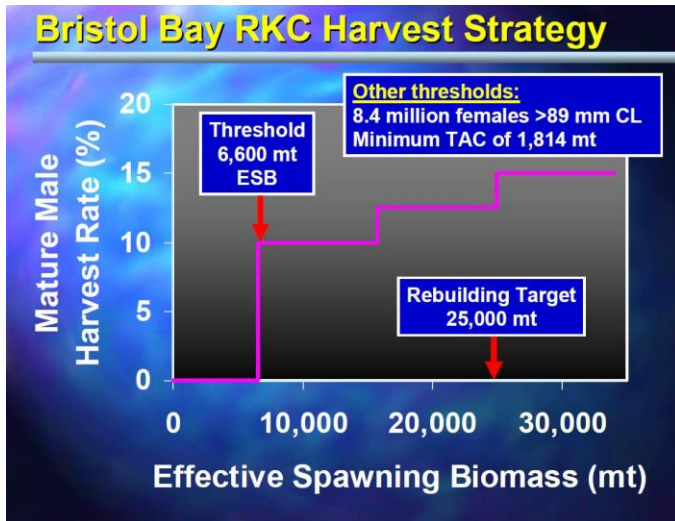 Bristol Bay RKC Harvest Strategy
Other thresholds:
8.4 million females >89 mm CL
Minimum TAC of 1,814 mt
Threshold
6,600 mt
ESB
Rebuilding Target
25,000 mt
Mature Male
Harvest Rate (%)
20
15
10
5
0
0 10,000 20,000 30,000
Effective Spawning Biomass (mt)